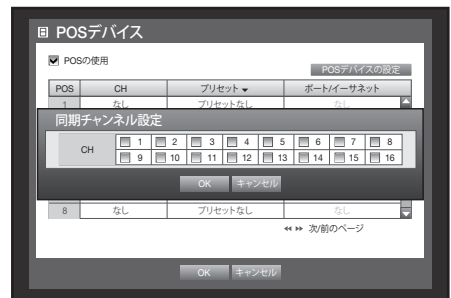 POSデバイス
POSの使用
POSデバイスの設定
POS CH プリセット ポート/イーサネット
1 なし プリセットなし なし
同期チャンネル設定
CH 1 2 3 4 5 6 7 8
9 10 11 12 13 14 15 16
OK キャンセル
8 なし プリセットなし なし
次/前のページ
OK キャンセル